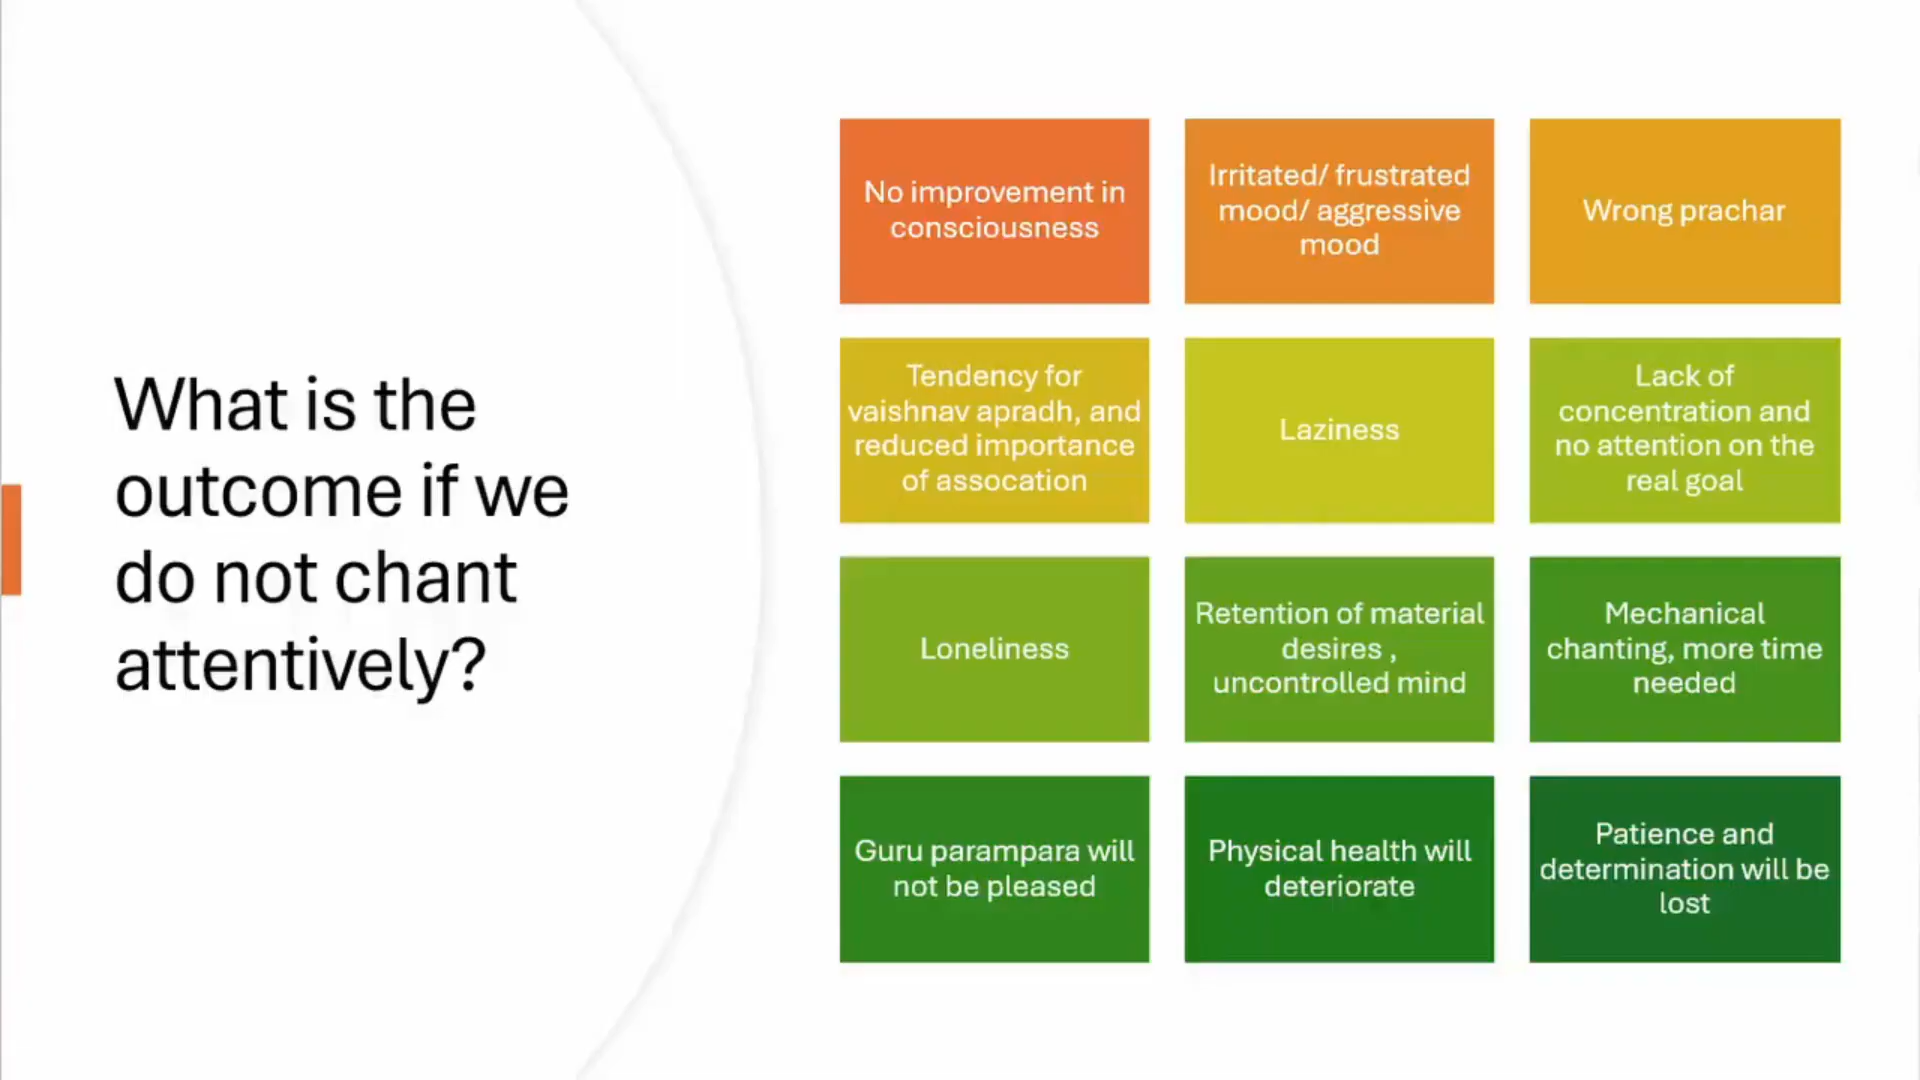 What is the
outcome if we
do not chant
attentively?
No improvement in
consciousness
Irritated/ frustrated
mood/ aggressive
mood
Wrong prachar
Tendency for
vaishnav apradh, and
reduced importance
of assocation
Laziness
Lack of
concentration and
no attention on the
real goal
Loneliness
Retention of material
desires ,
uncontrolled mind
Mechanical
chanting, more time
needed
Guru parampara will
not be pleased
Physical health will
deteriorate
Patience and
determination will be
lost